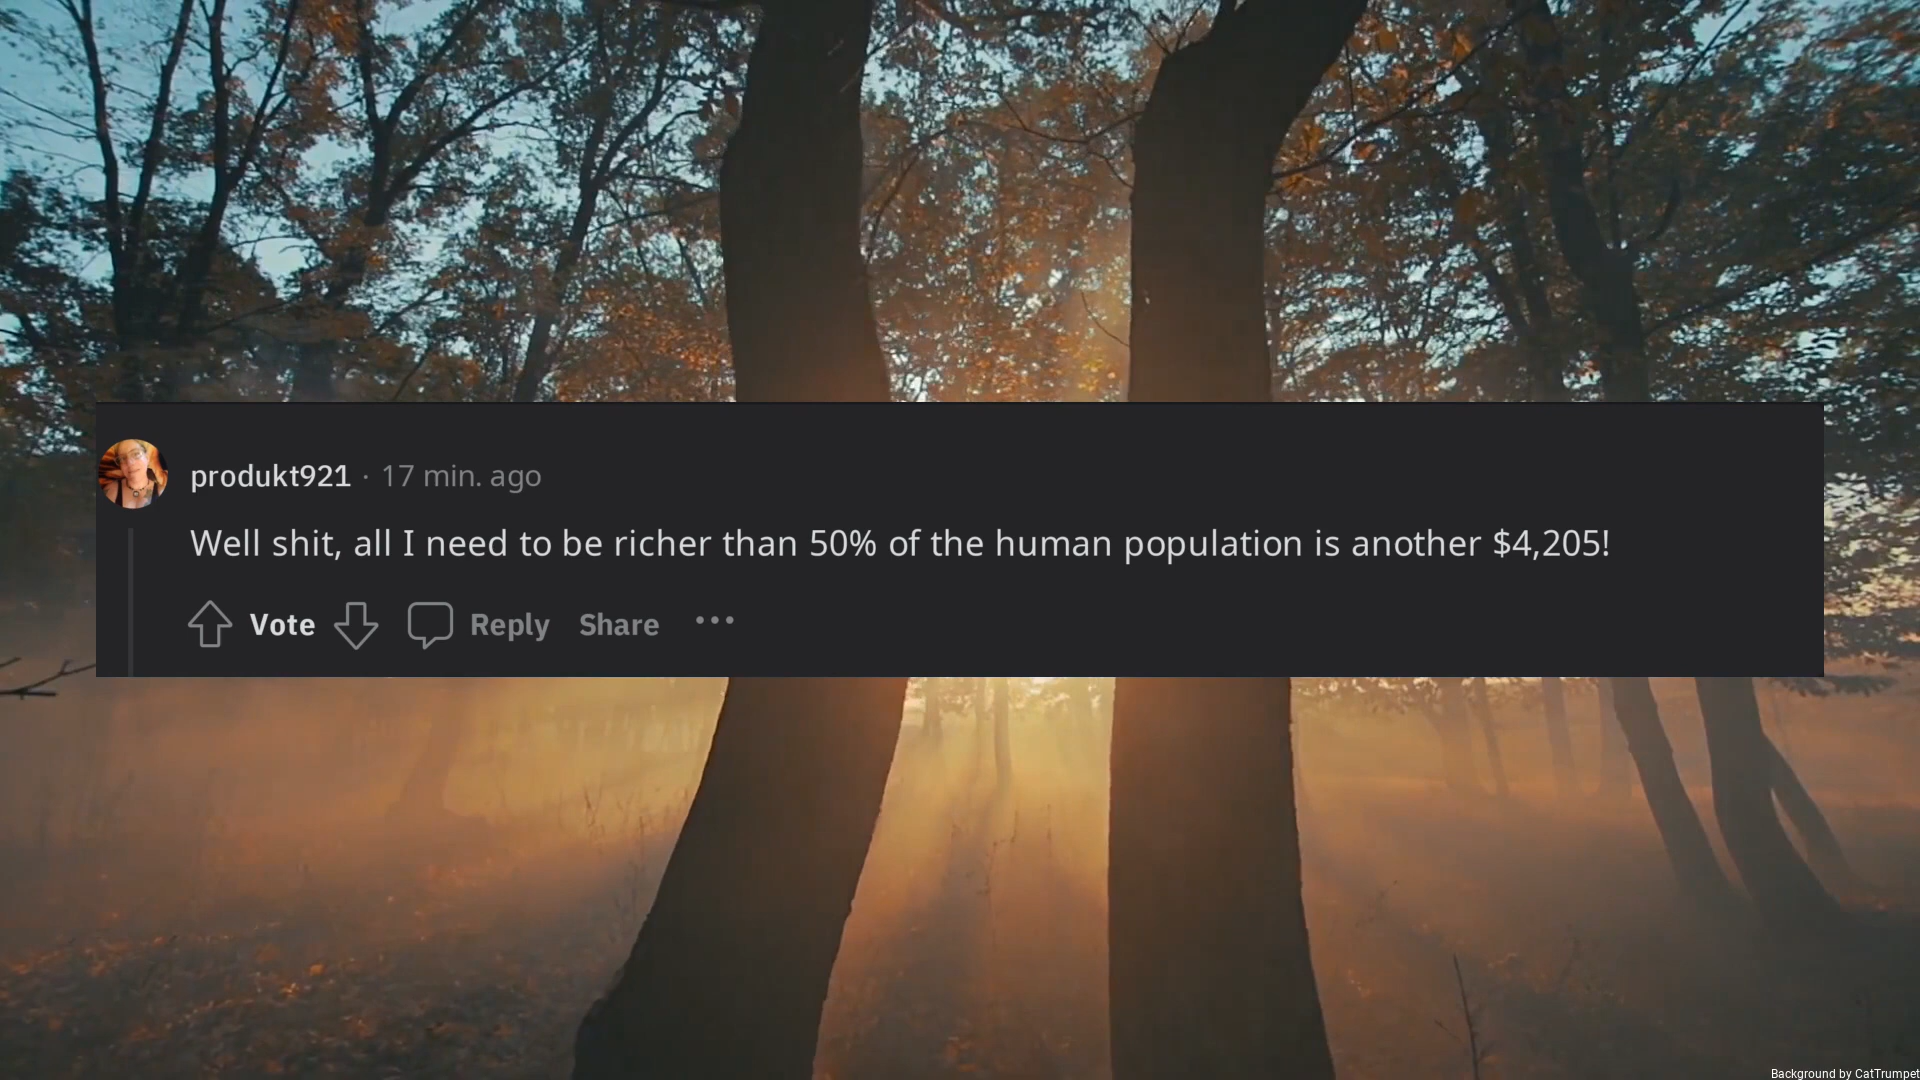 produkt921 · 17 min. ago
Well shit, all I need to be richer than 50% of the human population is another $4,205!
Vote Reply Share ...
Background by CatTrumpet